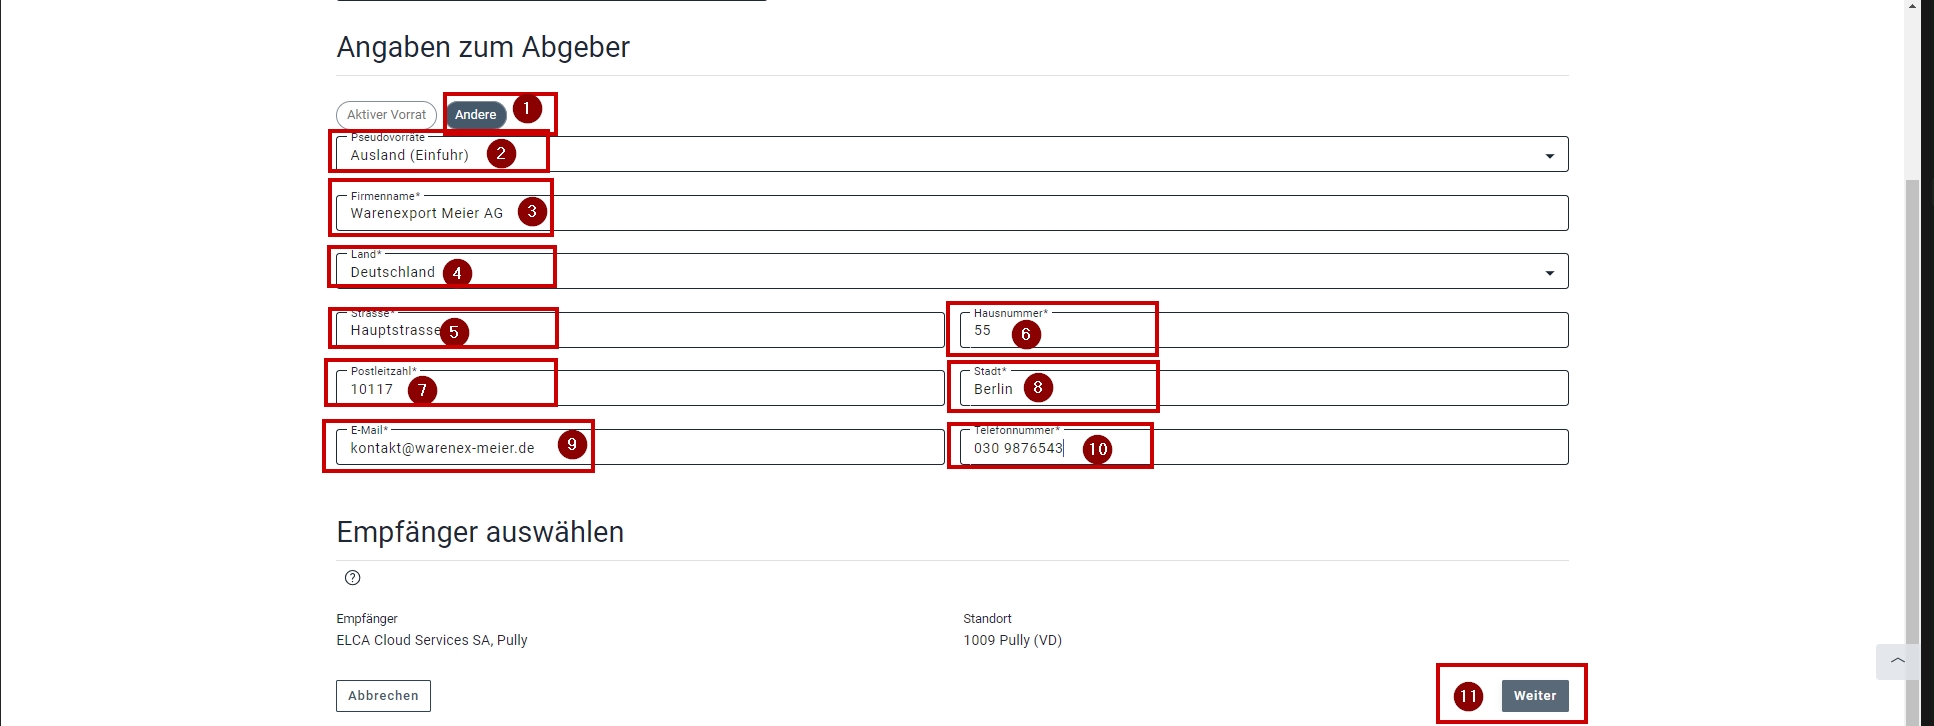 Angaben zum Abgeber
Aktiver Vorrat Andere 1
Pseudovorräte
Ausland (Einfuhr) 2
Firmenname*
Warenexport Meier AG 3
Land*
Deutschland 4
Strasse* Hausnummer*
Hauptstrasse 5 55 6
Postleitzahl* Stadt*
10117 7 Berlin 8
E-Mail* Telefonnummer*
kontakt@warenex-meier.de 9 030 9876543 10
Empfänger auswählen
?
Empfänger Standort
ELCA Cloud Services SA, Pully 1009 Pully (VD)
Abbrechen 11 Weiter